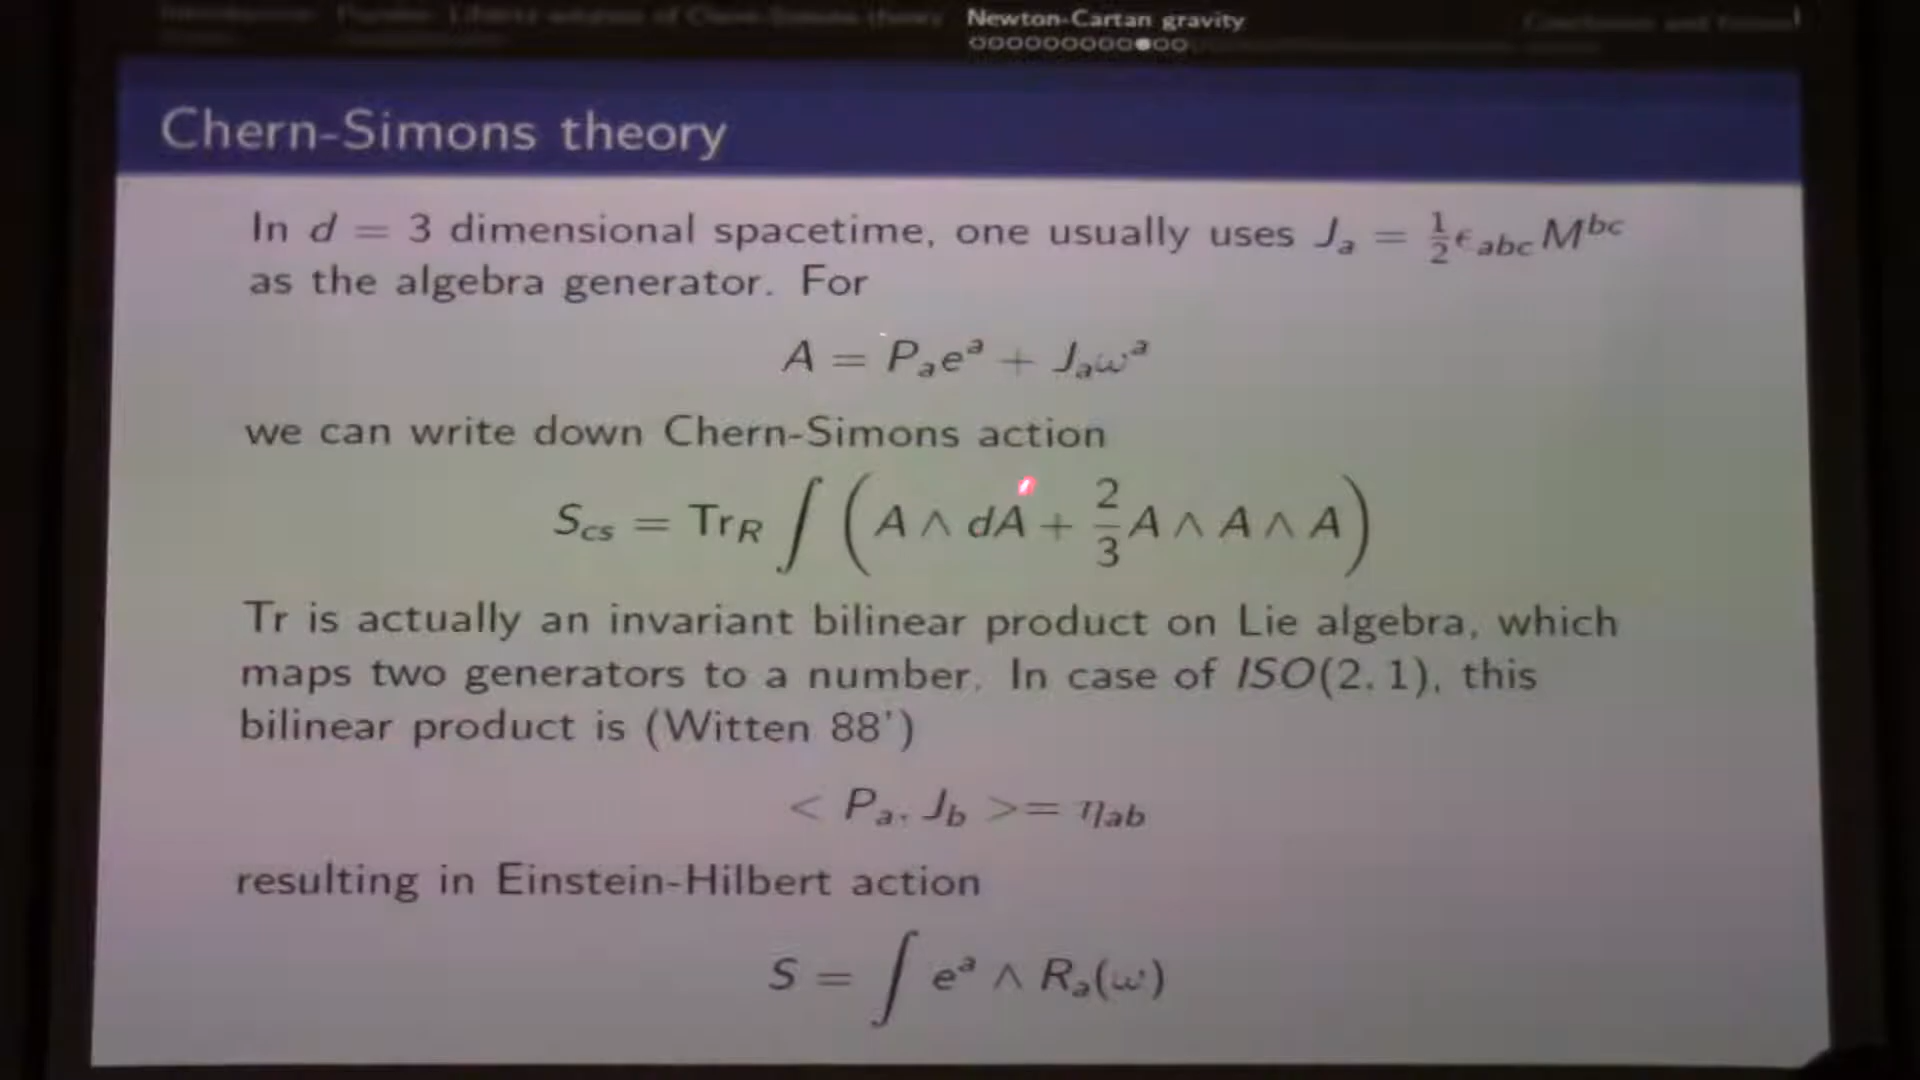 Newton-Cartan gravity
Chern-Simons theory
In d = 3 dimensional spacetime, one usually uses J_a = 1/2 ϵ_abc M^bc
as the algebra generator. For
A = P_a e^a + J_a ω^a
we can write down Chern-Simons action
S_cs = Tr_R ∫ ( A ∧ dA + 2/3 A ∧ A ∧ A )
Tr is actually an invariant bilinear product on Lie algebra, which
maps two generators to a number. In case of ISO(2, 1), this
bilinear product is (Witten 88')
< P_a, J_b >= η_ab
resulting in Einstein-Hilbert action
S = ∫ e^a ∧ R_a(ω)